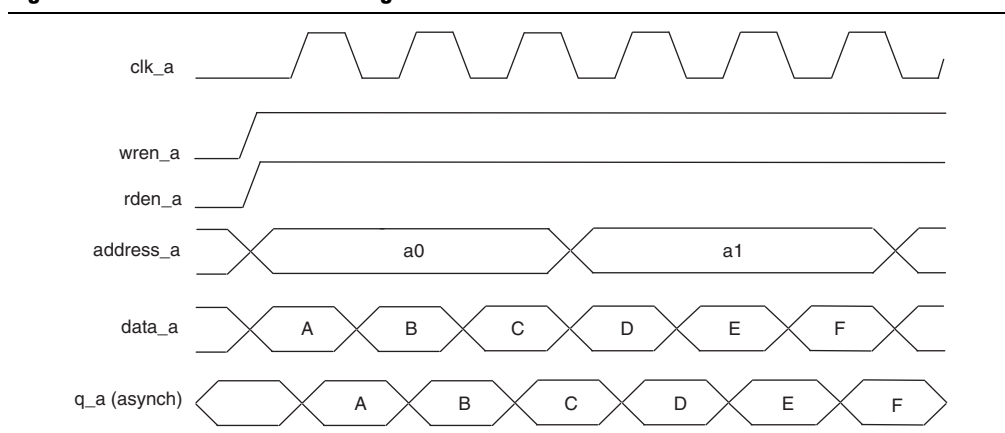 clk_a
wren_a
rden_a
address_a a0 a1
data_a A B C D E F
q_a (asynch) A B C D E F